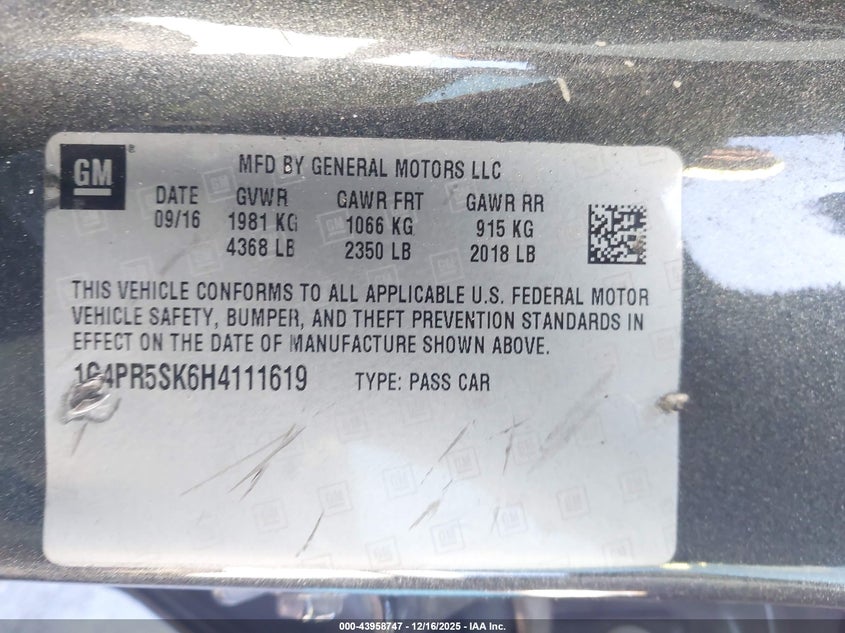 GM
MFD BY GENERAL MOTORS LLC
DATE GVWR GAWR FRT GAWR RR
09/16 1981 KG 1066 KG 915 KG
4368 LB 2350 LB 2018 LB
THIS VEHICLE CONFORMS TO ALL APPLICABLE U.S. FEDERAL MOTOR
VEHICLE SAFETY, BUMPER, AND THEFT PREVENTION STANDARDS IN
EFFECT ON THE DATE OF MANUFACTURE SHOWN ABOVE.
1G4PR5SK6H4111619 TYPE: PASS CAR
000-43958747 - 12/16/2025 - IAA Inc.